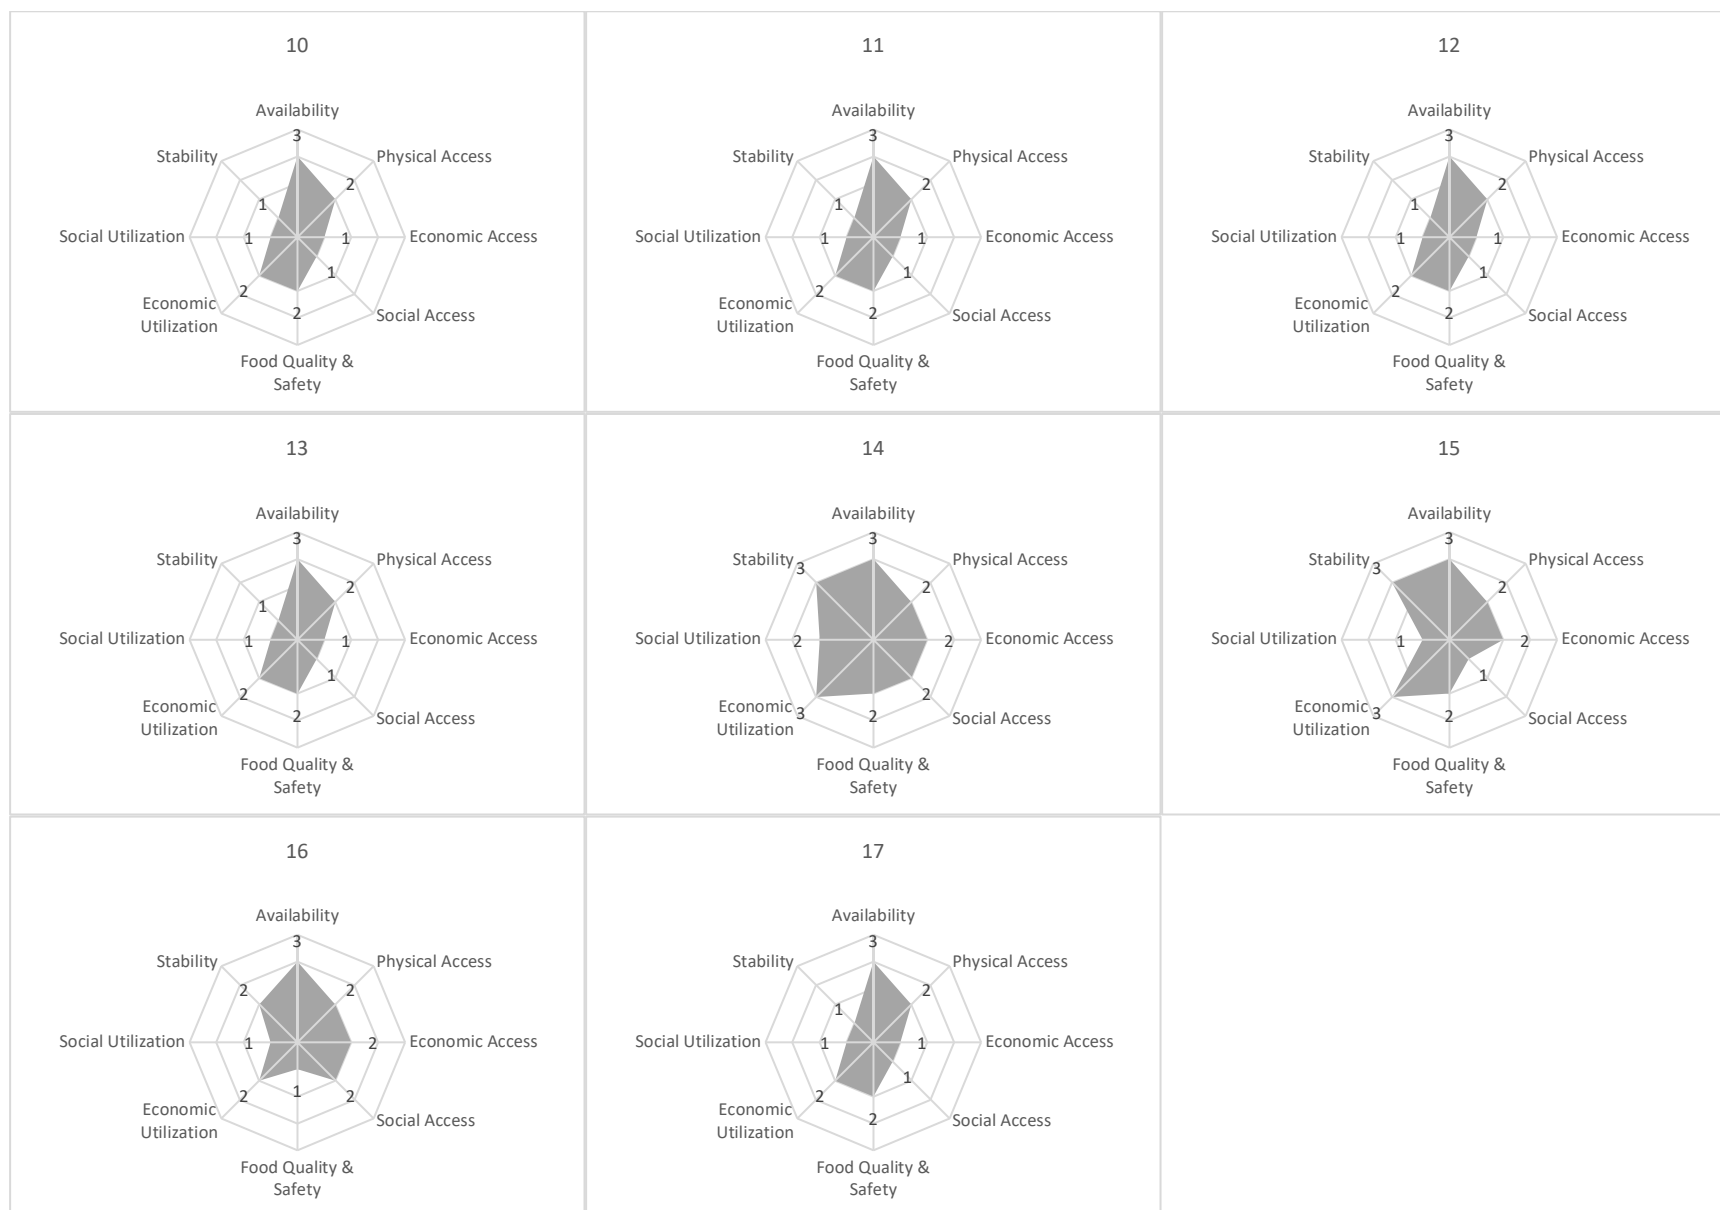 10
Availability
3
Stability
Physical Access
2
1
Social Utilization
1
1
Economic Access
1
2
Economic
Utilization
2
Social Access
Food Quality &
Safety
11
Availability
3
Stability
Physical Access
2
1
Social Utilization
1
1
Economic Access
1
2
Economic
Utilization
2
Social Access
Food Quality &
Safety
12
Availability
3
Stability
Physical Access
2
1
Social Utilization
1
1
Economic Access
1
2
Economic
Utilization
2
Social Access
Food Quality &
Safety
13
Availability
3
Stability
Physical Access
2
1
Social Utilization
1
1
Economic Access
1
2
Economic
Utilization
2
Social Access
Food Quality &
Safety
14
Availability
3
Stability
Physical Access
3
2
Social Utilization
2
2
Economic Access
2
Economic
Utilization
3
2
Social Access
Food Quality &
Safety
15
Availability
3
Stability
Physical Access
3
2
Social Utilization
1
2
Economic Access
1
Economic
Utilization
3
2
Social Access
Food Quality &
Safety
16
Availability
3
Stability
Physical Access
2
2
Social Utilization
1
2
Economic Access
1
2
2
Economic
Utilization
Social Access
Food Quality &
Safety
17
Availability
3
Stability
Physical Access
2
1
Social Utilization
1
1
Economic Access
1
2
Economic
Utilization
2
Social Access
Food Quality &
Safety